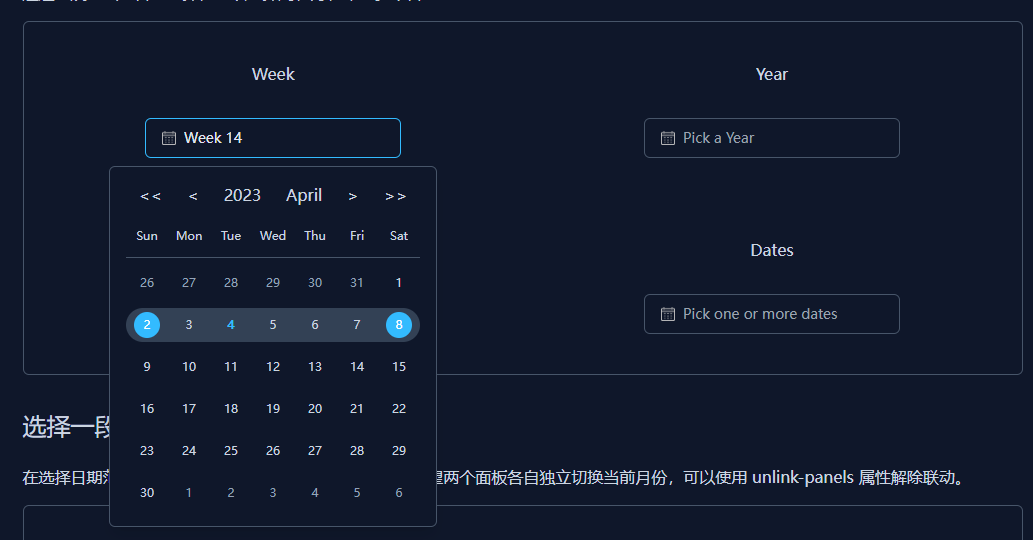 Week
Year
Week 14
Pick a Year
<< < 2023 April > >>
Sun Mon Tue Wed Thu Fri Sat
26 27 28 29 30 31 1
2 3 4 5 6 7 8
9 10 11 12 13 14 15
16 17 18 19 20 21 22
23 24 25 26 27 28 29
30 1 2 3 4 5 6
Dates
Pick one or more dates
选择一段
在选择日期 望两个面板各自独立切换当前月份，可以使用 unlink-panels 属性解除联动。